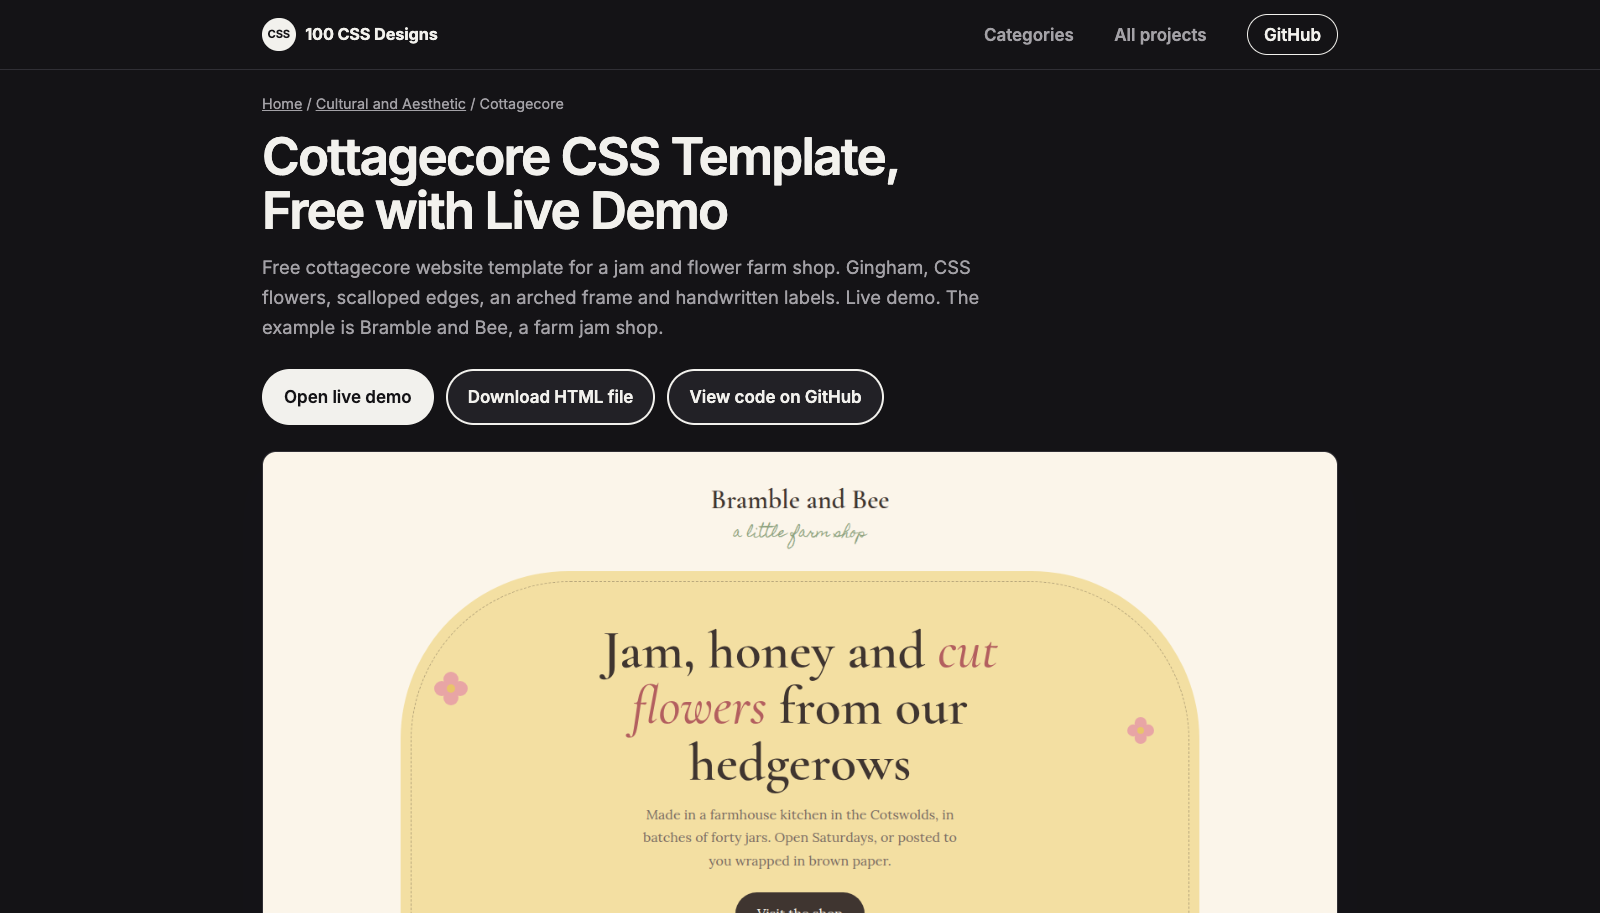 CSS 100 CSS Designs
Categories
All projects
GitHub
Home / Cultural and Aesthetic / Cottagecore
Cottagecore CSS Template,
Free with Live Demo
Free cottagecore website template for a jam and flower farm shop. Gingham, CSS
flowers, scalloped edges, an arched frame and handwritten labels. Live demo. The
example is Bramble and Bee, a farm jam shop.
Open live demo
Download HTML file
View code on GitHub
Bramble and Bee
a little farm shop
Jam, honey and cut
flowers from our
hedgerows
Made in a farmhouse kitchen in the Cotswolds, in
batches of forty jars. Open Saturdays, or posted to
you wrapped in brown paper.
Visit the shop